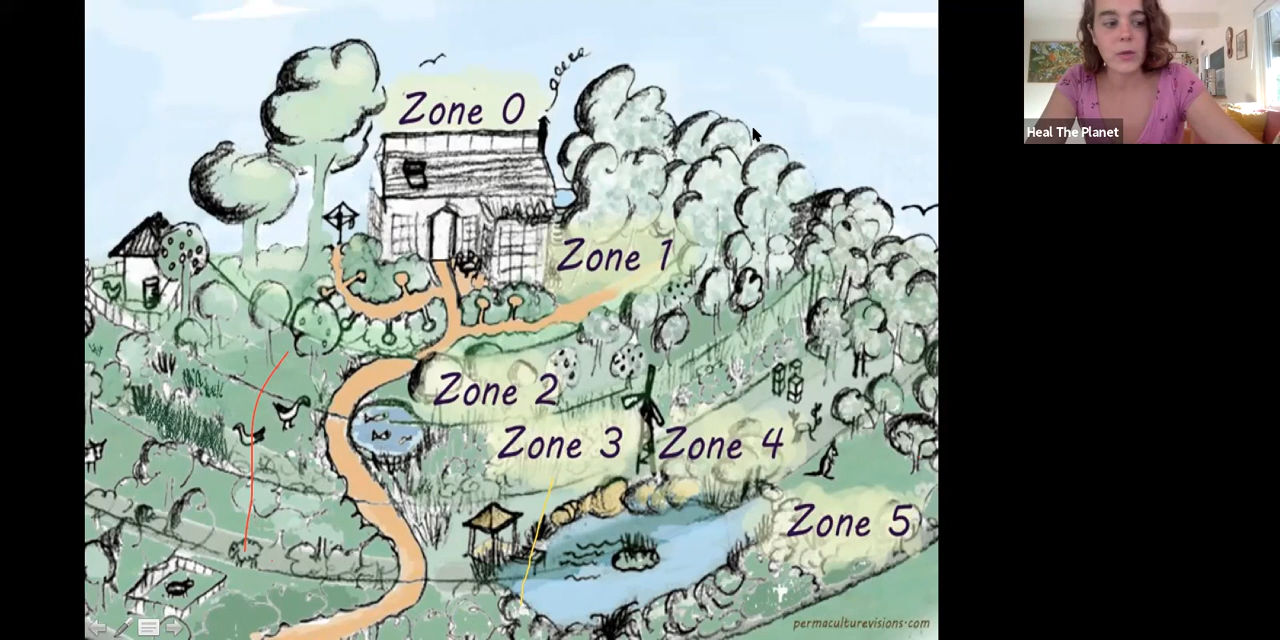 Zone 0
Heal The Planet
Zone 1
Zone 2
Zone 3
Zone 4
Zone 5
permaculturevisions.com